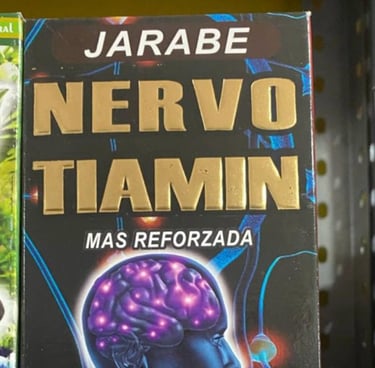 JARABE
NERVO
TIAMIN
MAS REFORZADA